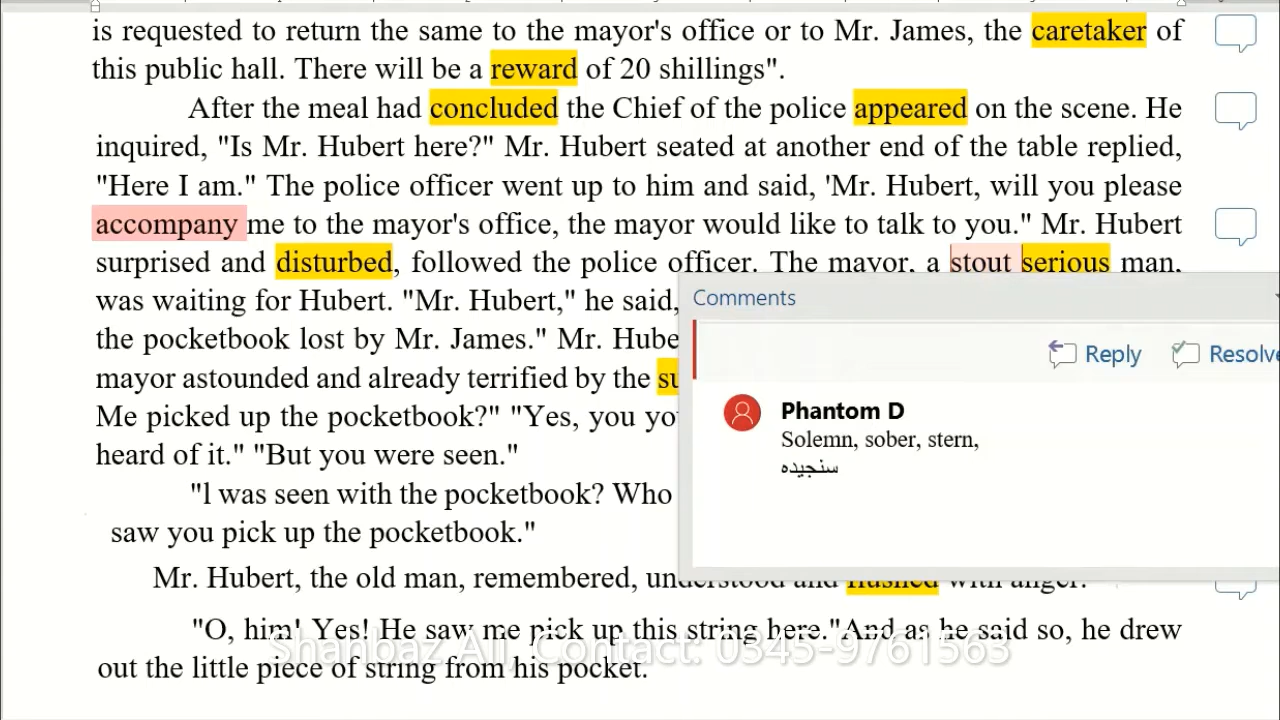 is requested to return the same to the mayor's office or to Mr. James, the caretaker of
this public hall. There will be a reward of 20 shillings".
After the meal had concluded the Chief of the police appeared on the scene. He
inquired, "Is Mr. Hubert here?" Mr. Hubert seated at another end of the table replied,
"Here I am." The police officer went up to him and said, 'Mr. Hubert, will you please
accompany me to the mayor's office, the mayor would like to talk to you." Mr. Hubert
surprised and disturbed, followed the police officer. The mayor, a stout serious man,
was waiting for Hubert. "Mr. Hubert," he said,
the pocketbook lost by Mr. James." Mr. Hube
mayor astounded and already terrified by the su
Me picked up the pocketbook?" "Yes, you yo
heard of it." "But you were seen."
"l was seen with the pocketbook? Who
saw you pick up the pocketbook."
Mr. Hubert, the old man, remembered, understood and flushed with anger.
"O, him! Yes! He saw me pick up this string here."And as he said so, he drew
out the little piece of string from his pocket.
Comments
Reply Resolve
Phantom D
Solemn, sober, stern,
سنجیدہ
Shahbaz Ali, Contact: 0345-9761563